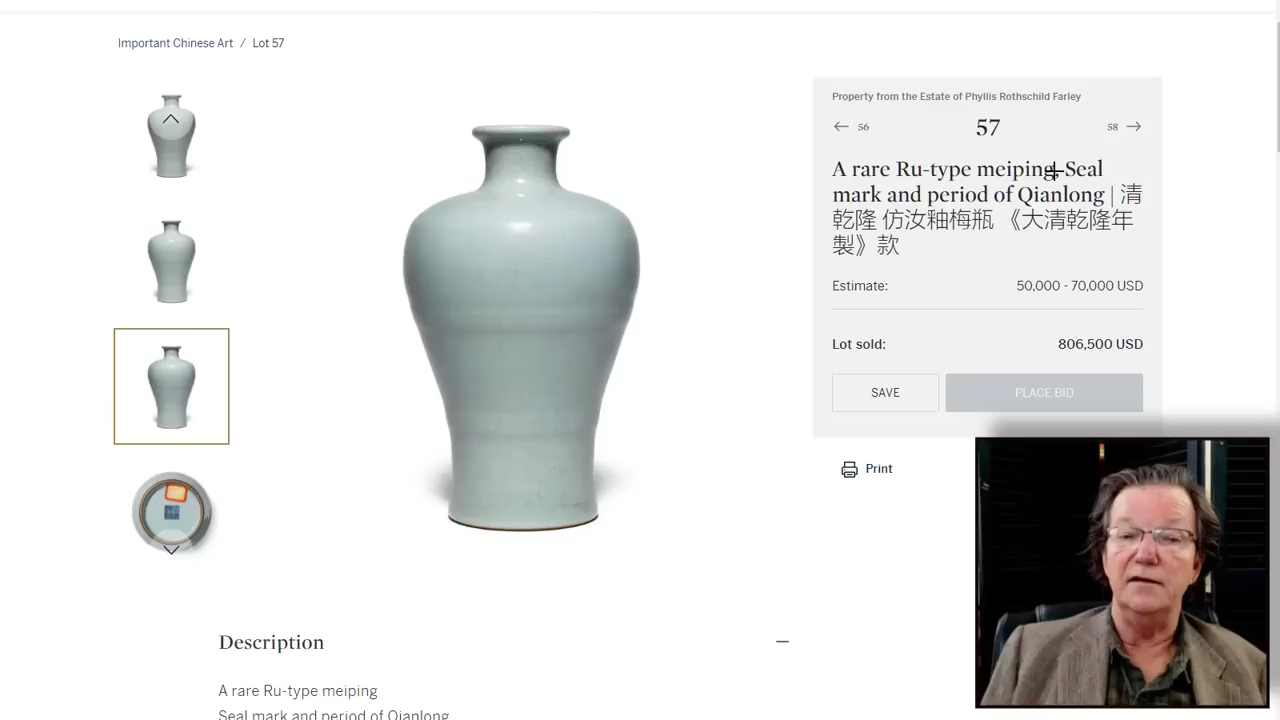 Important Chinese Art / Lot 57
Property from the Estate of Phyllis Rothschild Farley
← 56
57
58 →
A rare Ru-type meiping, Seal
mark and period of Qianlong | 清
乾隆 仿汝釉梅瓶 《大清乾隆年
製》款
Estimate:
50,000 - 70,000 USD
Lot sold:
806,500 USD
SAVE
PLACE BID
Print
Description
A rare Ru-type meiping
Seal mark and period of Qianlong